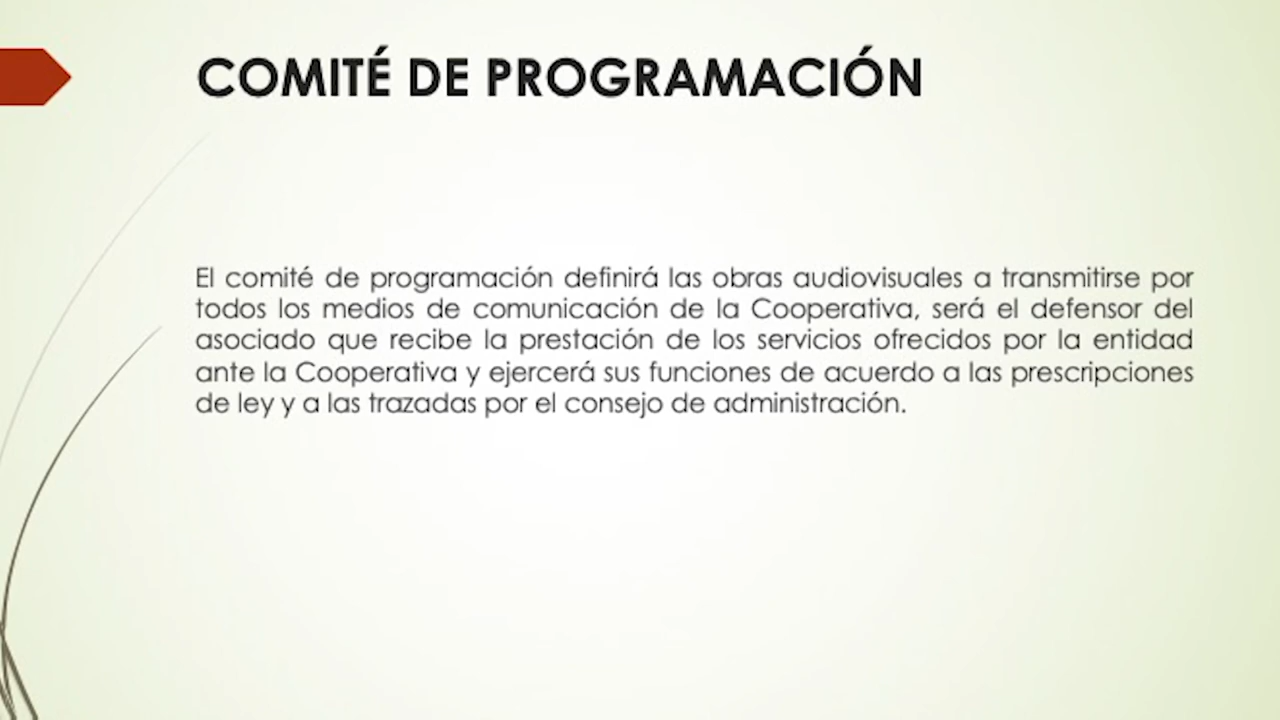 COMITÉ DE PROGRAMACIÓN
El comité de programación definirá las obras audiovisuales a transmitirse por
todos los medios de comunicación de la Cooperativa, será el defensor del
asociado que recibe la prestación de los servicios ofrecidos por la entidad
ante la Cooperativa y ejercerá sus funciones de acuerdo a las prescripciones
de ley y a las trazadas por el consejo de administración.